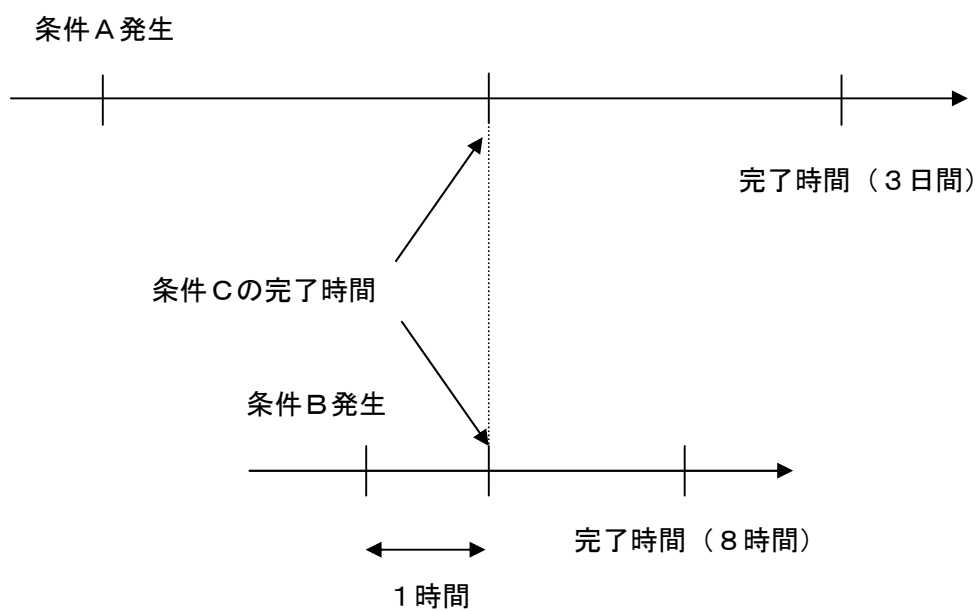 条件Ａ発生
完了時間（３日間）
条件Ｃの完了時間
条件Ｂ発生
完了時間（８時間）
１時間